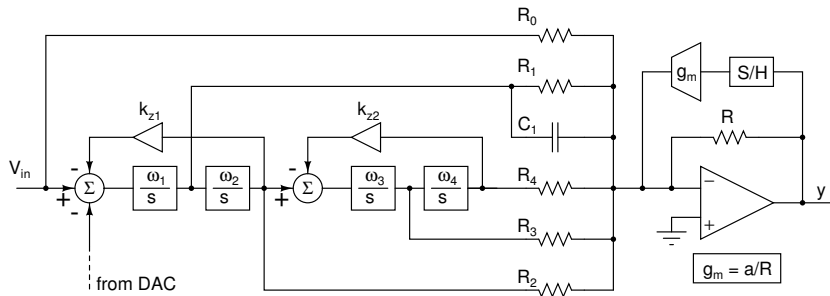 R0
R1
gm
S/H
kz1
C1
kz2
R
Vin
-
-
+
Σ
-
ω1/s
ω2/s
+
Σ
ω3/s
ω4/s
R4
−
+
y
R3
from DAC
R2
gm = a/R